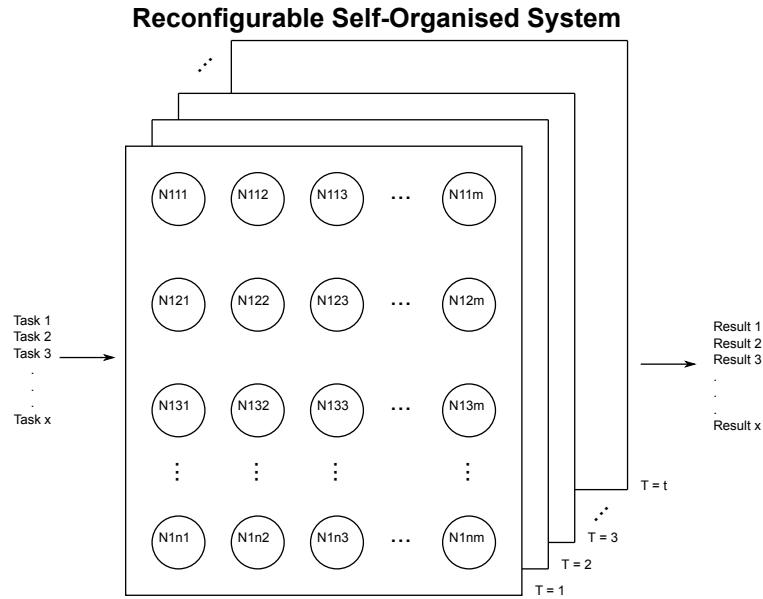 Reconfigurable Self-Organised System
N111 N112 N113 ... N11m
N121 N122 N123 ... N12m
Task 1
Task 2
Task 3
.
.
.
Task x
Result 1
Result 2
Result 3
.
.
.
Result x
N131 N132 N133 ... N13m
N1n1 N1n2 N1n3 ... N1nm
T = t
T = 3
T = 2
T = 1